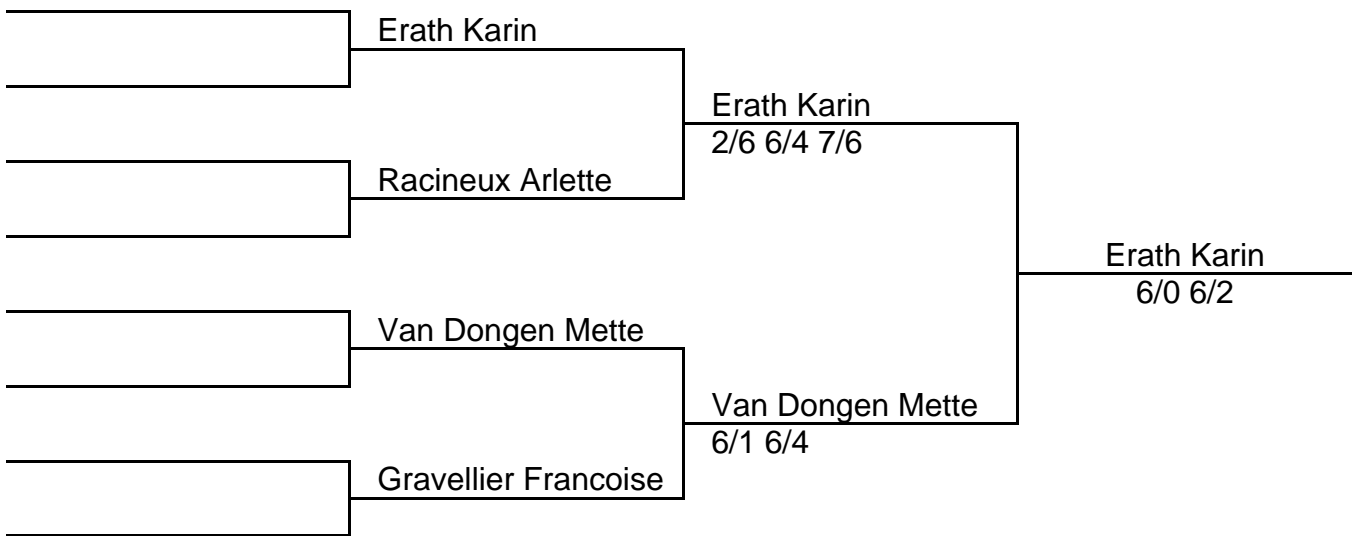 Erath Karin
Erath Karin
2/6 6/4 7/6
Racineux Arlette
Erath Karin
6/0 6/2
Van Dongen Mette
Van Dongen Mette
6/1 6/4
Gravellier Francoise